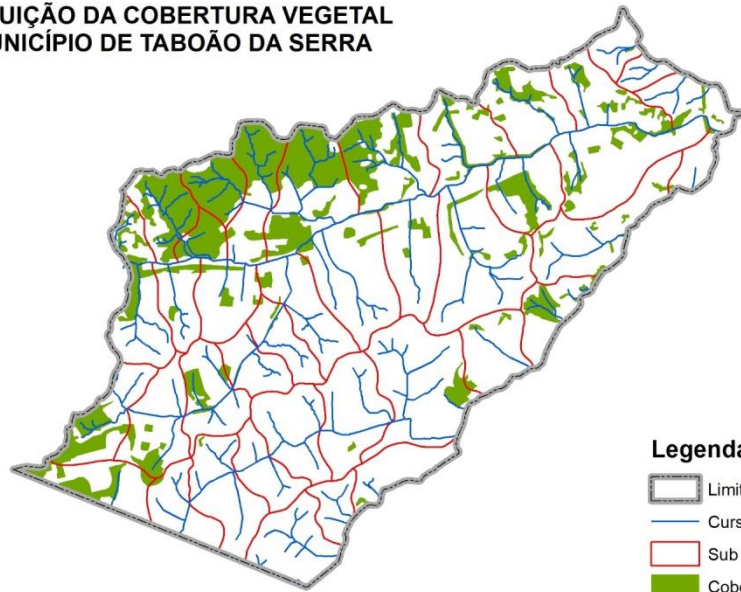 UIÇÃO DA COBERTURA VEGETAL
UNICÍPIO DE TABOÃO DA SERRA
Legenda
Limit
Curs
Sub
Cobe